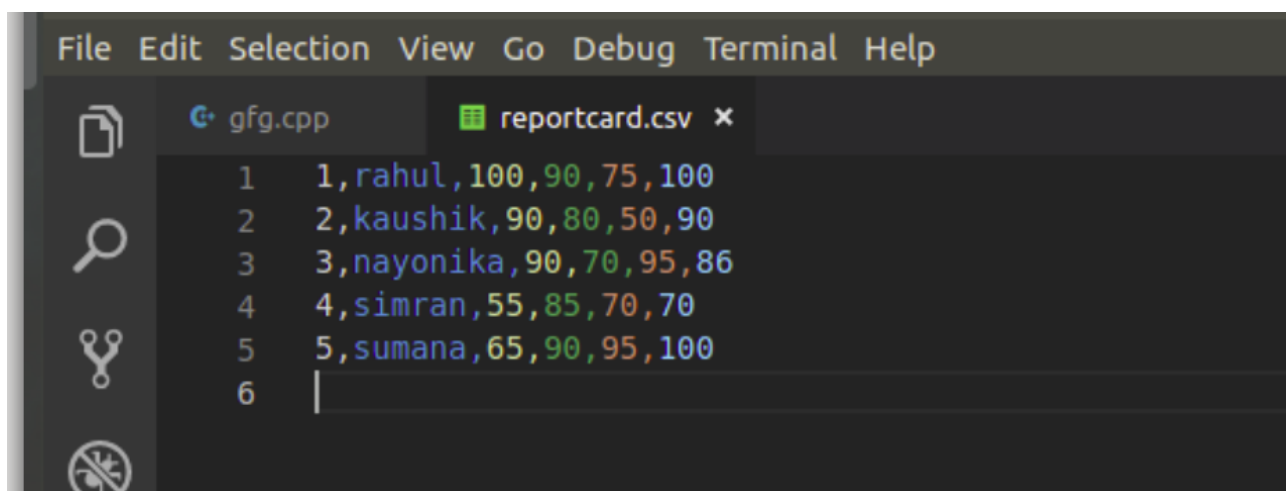 File Edit Selection View Go Debug Terminal Help
gfg.cpp reportcard.csv ×
1 1,rahul,100,90,75,100
2 2,kaushik,90,80,50,90
3 3,nayonika,90,70,95,86
4 4,simran,55,85,70,70
5 5,sumana,65,90,95,100
6